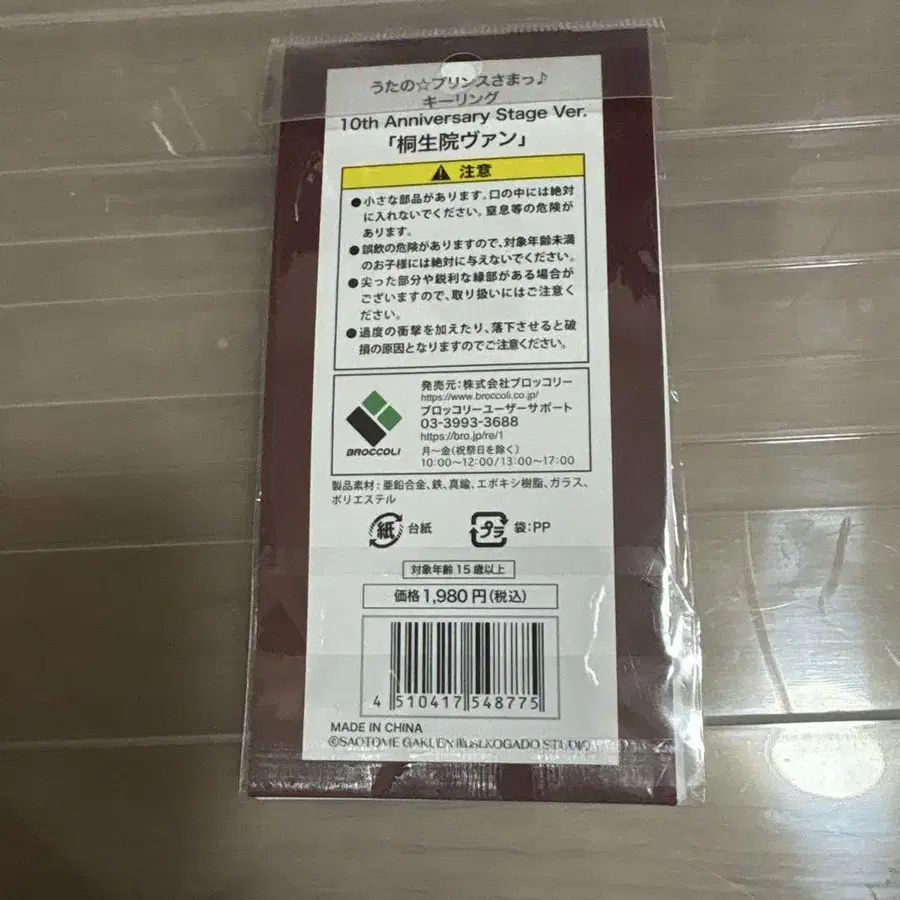 うたの☆プリンスさまっ♪
キーリング
10th Anniversary Stage Ver.
「桐生院ヴァン」
注意
●小さな部品があります。口の中には絶対
に入れないでください。窒息等の危険が
あります。
●誤飲の危険がありますので、対象年齢未満
のお子様には絶対に与えないでください。
●尖った部分や鋭利な縁部がある場合が
ございますので、取り扱いにはご注意く
ださい。
●過度の衝撃を加えたり、落下させると破
損の原因となりますのでご注意ください。
BROCCOLI
発売元:株式会社ブロッコリー
https://www.broccoli.co.jp/
ブロッコリーユーザーサポート
03-3993-3688
https://bro.jp/re/1
月〜金(祝祭日を除く)
10:00〜12:00/13:00〜17:00
製品素材:亜鉛合金、鉄、真鍮、エポキシ樹脂、ガラス、
ポリエステル
紙 台紙 プラ 袋:PP
対象年齢15歳以上
価格1,980円(税込)
4 510417 548775
MADE IN CHINA
©SAOTOME GAKUEN Illust.KOGADO STUDIO